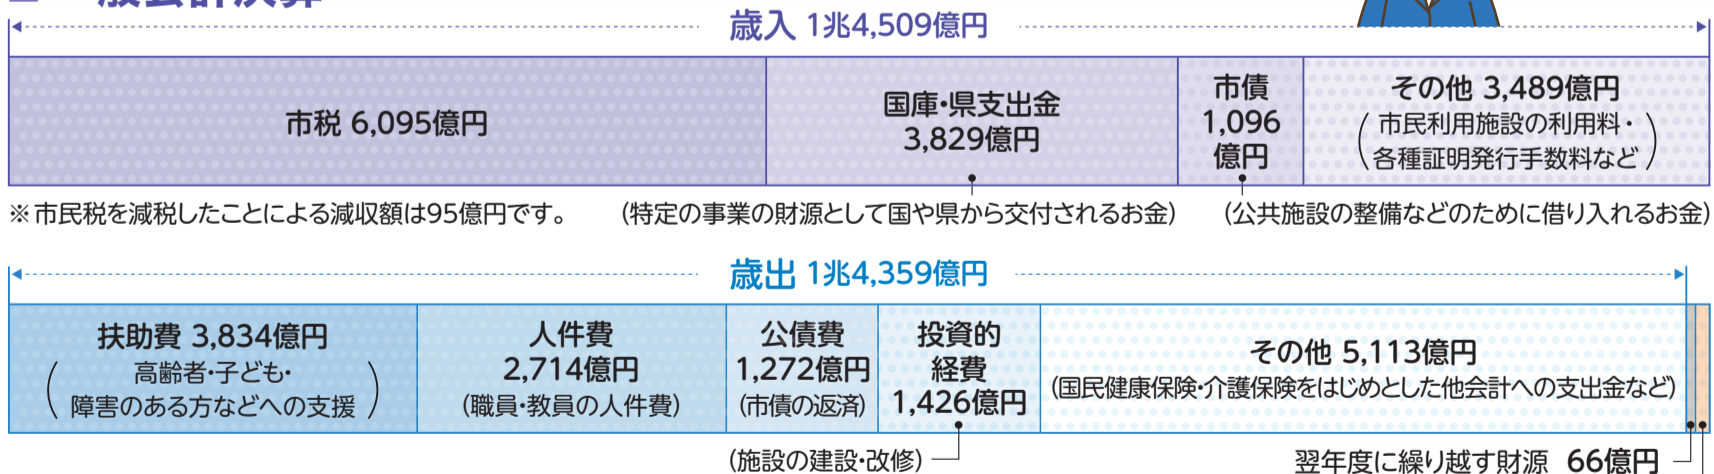 一般会計決算
歳入 1兆4,509億円
市税 6,095億円
国庫・県支出金
3,829億円
市債
1,096
億円
その他 3,489億円
(市民利用施設の利用料・
各種証明発行手数料など)
※市民税を減税したことによる減収額は95億円です。
(特定の事業の財源として国や県から交付されるお金)
(公共施設の整備などのために借り入れるお金)
歳出 1兆4,359億円
扶助費 3,834億円
(高齢者・子ども・
障害のある方などへの支援)
人件費
2,714億円
(職員・教員の人件費)
公債費
1,272億円
(市債の返済)
投資的
経費
1,426億円
(施設の建設・改修)
その他 5,113億円
(国民健康保険・介護保険をはじめとした他会計への支出金など)
翌年度に繰り越す財源 66億円